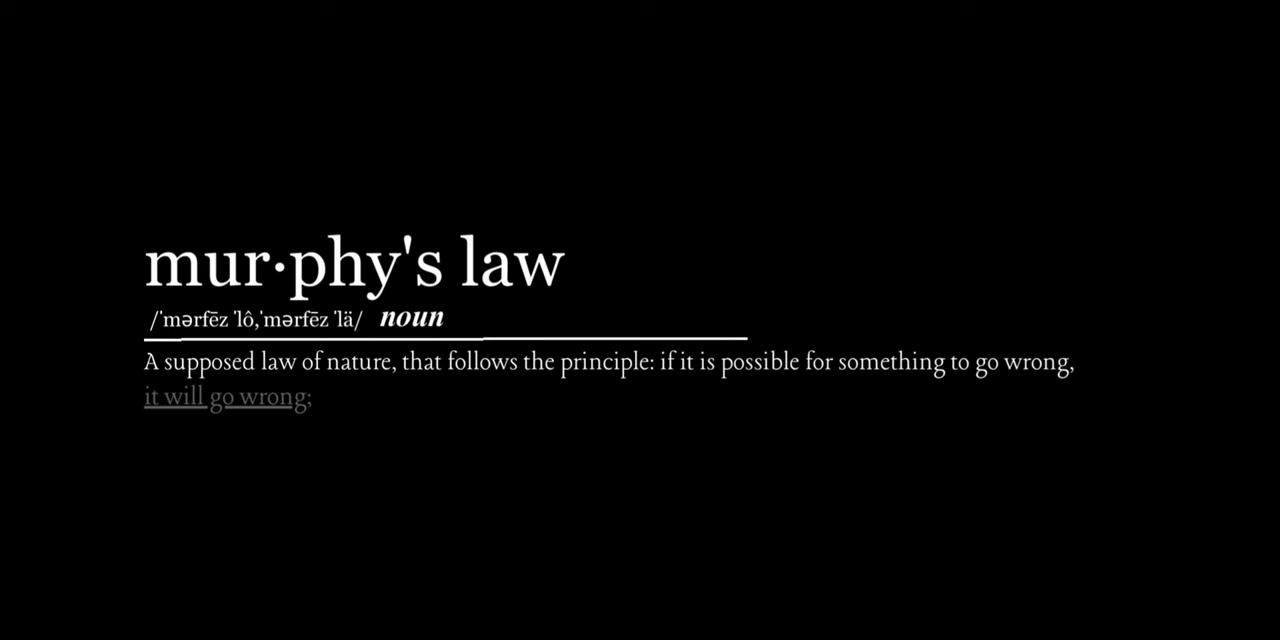 mur·phy's law
/ˈmərfēz ˈlô,ˈmərfēz ˈlä/ noun
A supposed law of nature, that follows the principle: if it is possible for something to go wrong,
it will go wrong;